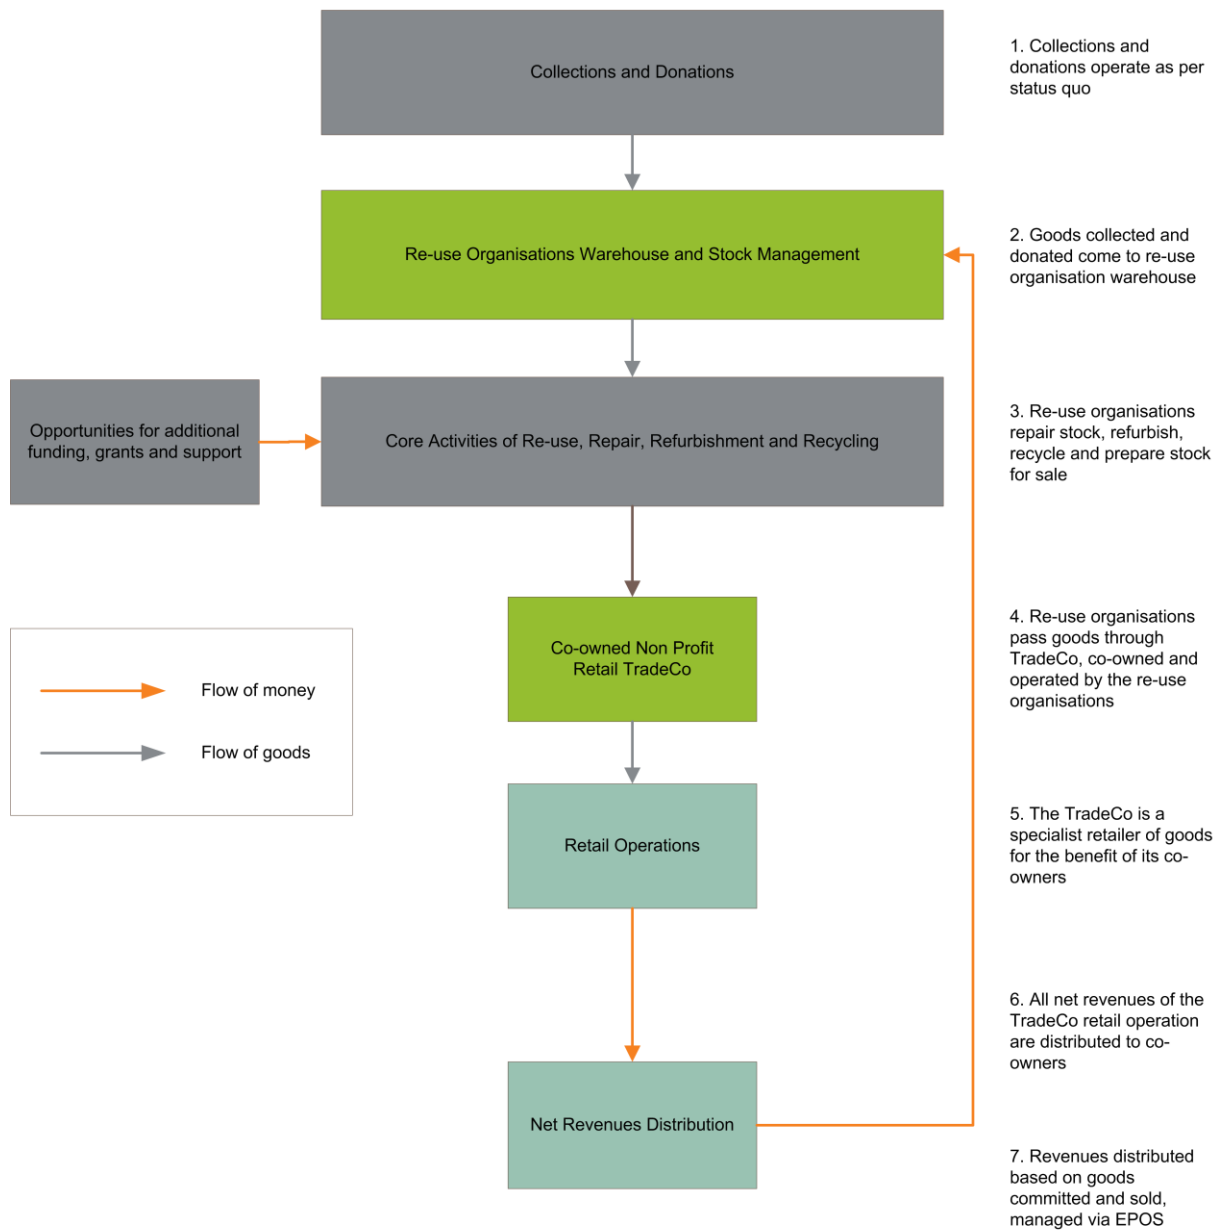 Collections and Donations
1. Collections and
donations operate as per
status quo
Re-use Organisations Warehouse and Stock Management
2. Goods collected and
donated come to re-use
organisation warehouse
Opportunities for additional
funding, grants and support
Core Activities of Re-use, Repair, Refurbishment and Recycling
3. Re-use organisations
repair stock, refurbish,
recycle and prepare stock
for sale
Co-owned Non Profit
Retail TradeCo
4. Re-use organisations
pass goods through
TradeCo, co-owned and
operated by the re-use
organisations
Flow of money
Flow of goods
Retail Operations
5. The TradeCo is a
specialist retailer of goods
for the benefit of its co-
owners
6. All net revenues of the
TradeCo retail operation
are distributed to co-
owners
Net Revenues Distribution
7. Revenues distributed
based on goods
committed and sold,
managed via EPOS